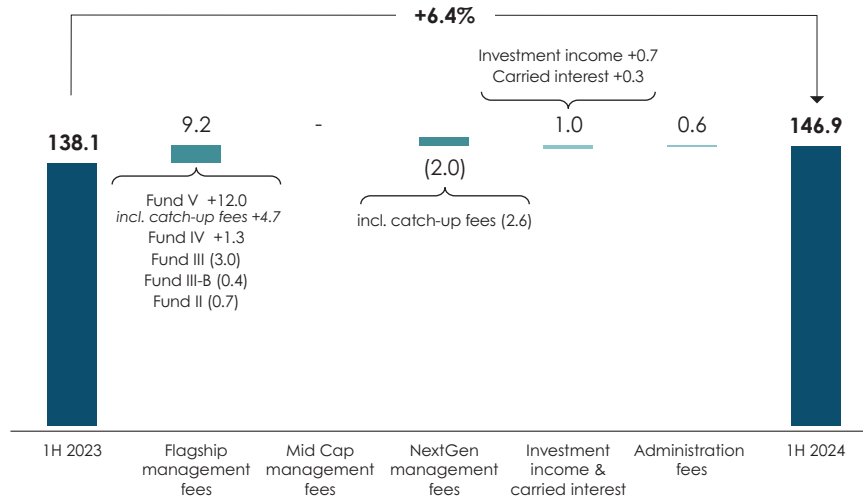 +6.4%
Investment income +0.7
Carried interest +0.3
138.1
9.2
-
(2.0)
1.0
0.6
146.9
Fund V +12.0
incl. catch-up fees +4.7
Fund IV +1.3
Fund III (3.0)
Fund III-B (0.4)
Fund II (0.7)
incl. catch-up fees (2.6)
1H 2023
Flagship
management
fees
Mid Cap
management
fees
NextGen
management
fees
Investment
income &
carried interest
Administration
fees
1H 2024